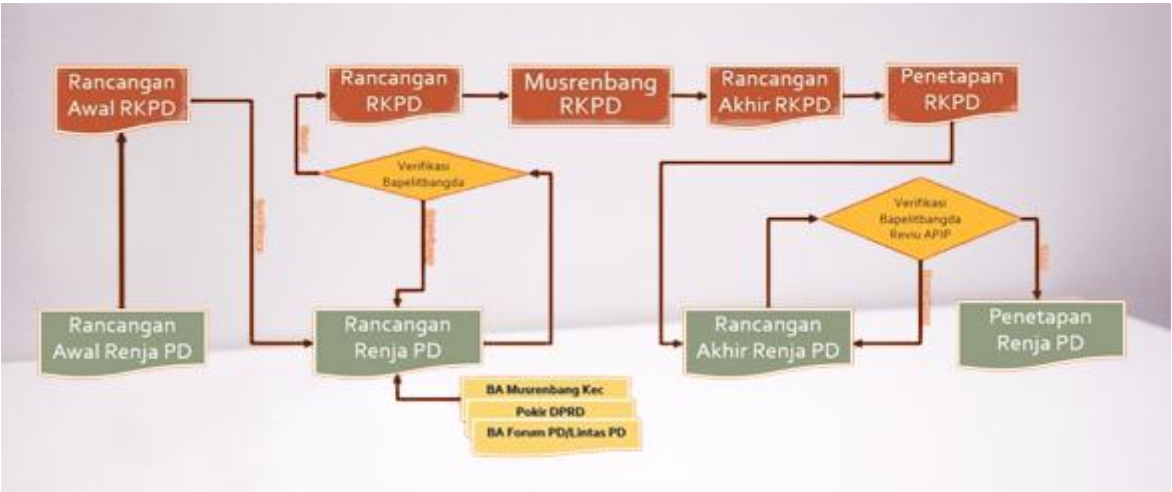 Rancangan
Awal RKPD
Rancangan
RKPD
Musrenbang
RKPD
Rancangan
Akhir RKPD
Penetapan
RKPD
Verifikasi
Bapelitbangda
Verifikasi
Bapelitbangda
Reviu APIP
Rancangan
Awal Renja PD
Rancangan
Renja PD
Rancangan
Akhir Renja PD
Penetapan
Renja PD
BA Musrenbang Kec
Pokir DPRD
BA Forum PD/Lintas PD